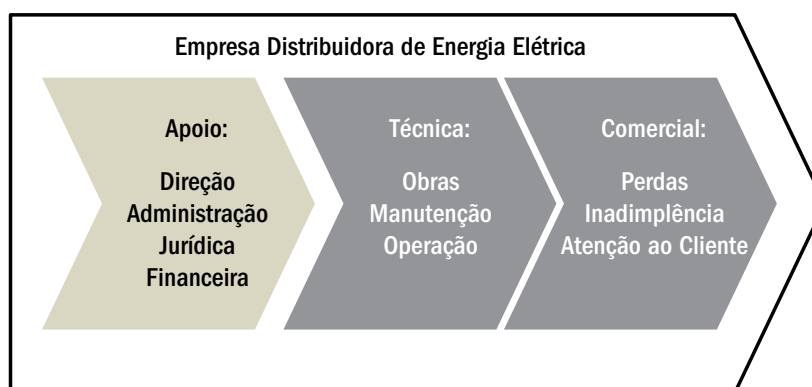 Empresa Distribuidora de Energia Elétrica
Apoio:
Direção
Administração
Jurídica
Financeira
Técnica:
Obras
Manutenção
Operação
Comercial:
Perdas
Inadimplência
Atenção ao Cliente